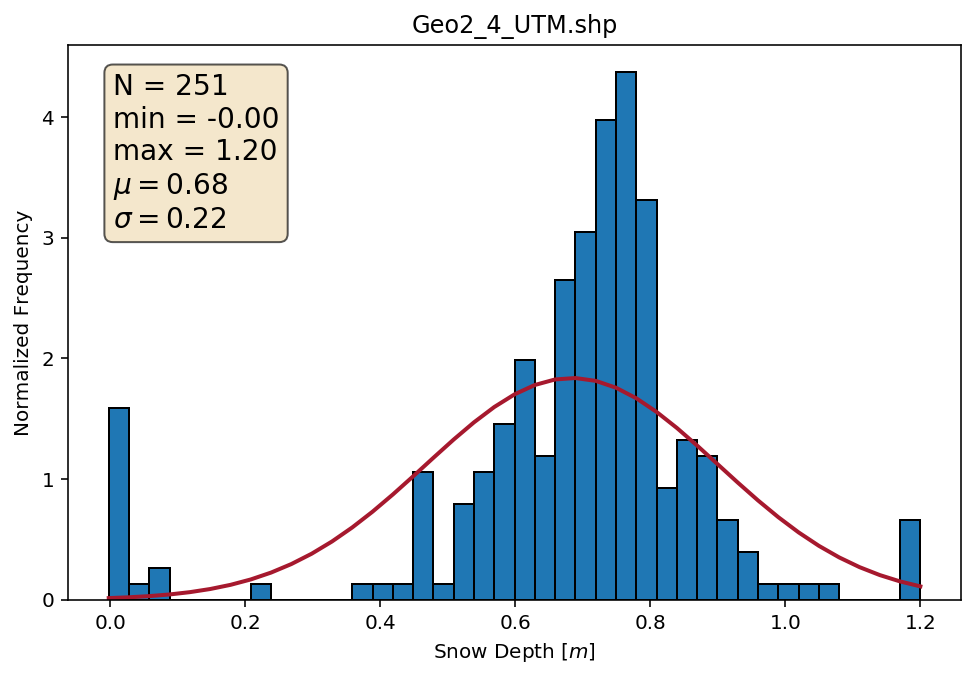 Geo2_4_UTM.shp
N = 251
min = -0.00
max = 1.20
μ = 0.68
σ = 0.22
Normalized Frequency
4
3
2
1
0
0.0 0.2 0.4 0.6 0.8 1.0 1.2
Snow Depth [m]